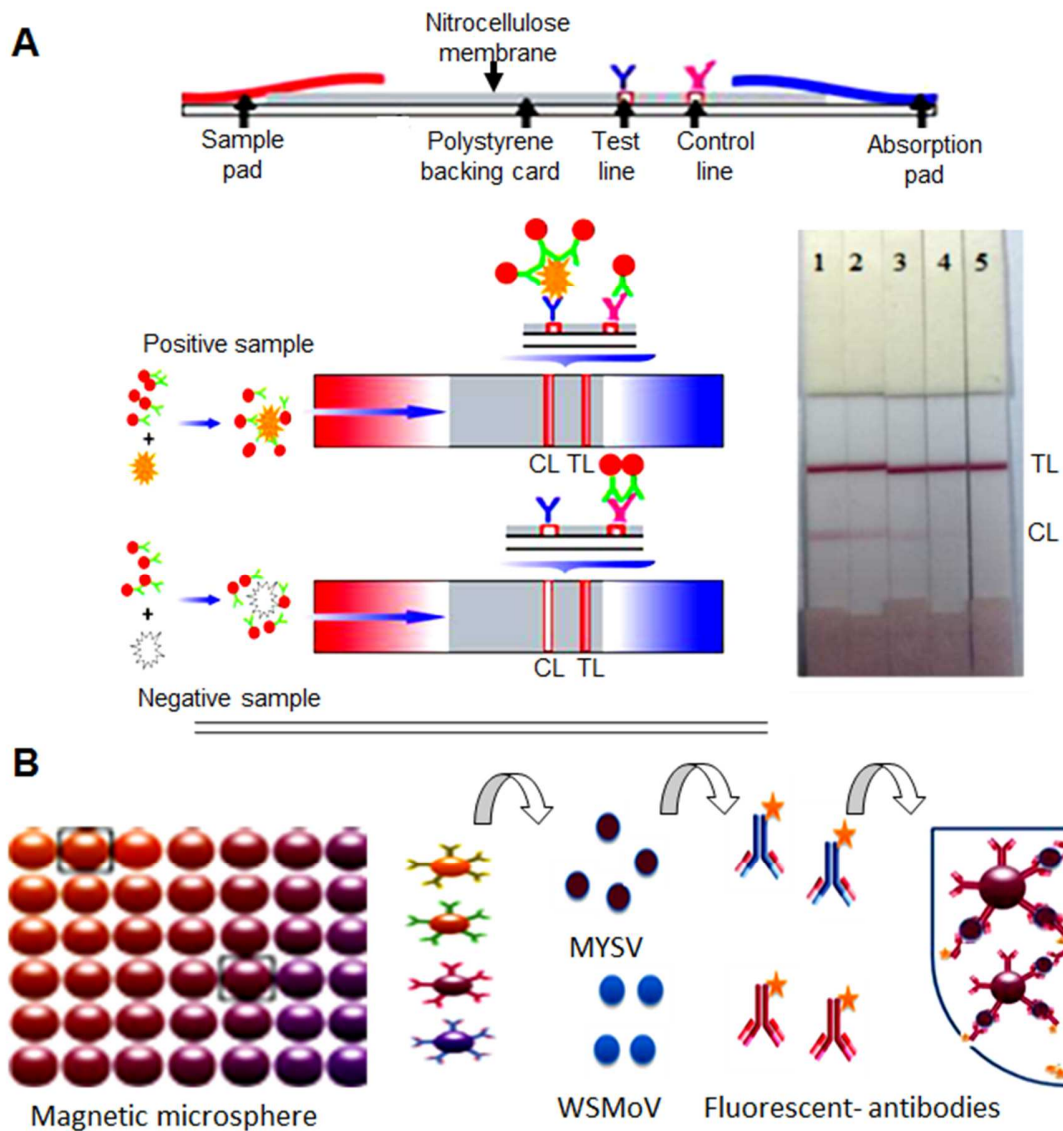 A
Nitrocellulose
membrane
Sample
pad
Polystyrene
backing card
Test
line
Control
line
Absorption
pad
Positive sample
+
CL TL
1 2 3 4 5
TL
CL
+
CL TL
Negative sample
B
MYSV
WSMoV
Magnetic microsphere
Fluorescent- antibodies